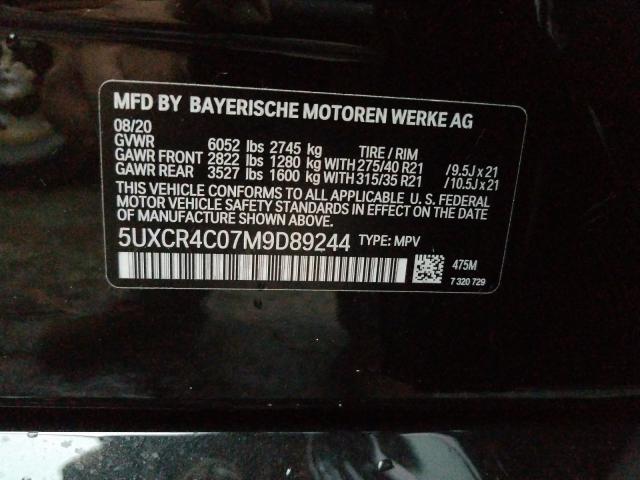 MFD BY BAYERISCHE MOTOREN WERKE AG
08/20
GVWR 6052 lbs 2745 kg TIRE / RIM
GAWR FRONT 2822 lbs 1280 kg WITH 275/40 R21 / 9.5J x 21
GAWR REAR 3527 lbs 1600 kg WITH 315/35 R21 / 10.5J x 21
THIS VEHICLE CONFORMS TO ALL APPLICABLE U. S. FEDERAL
MOTOR VEHICLE SAFETY STANDARDS IN EFFECT ON THE DATE
OF MANUFACTURE SHOWN ABOVE.
5UXCR4C07M9D89244 TYPE: MPV
475M
7 320 729